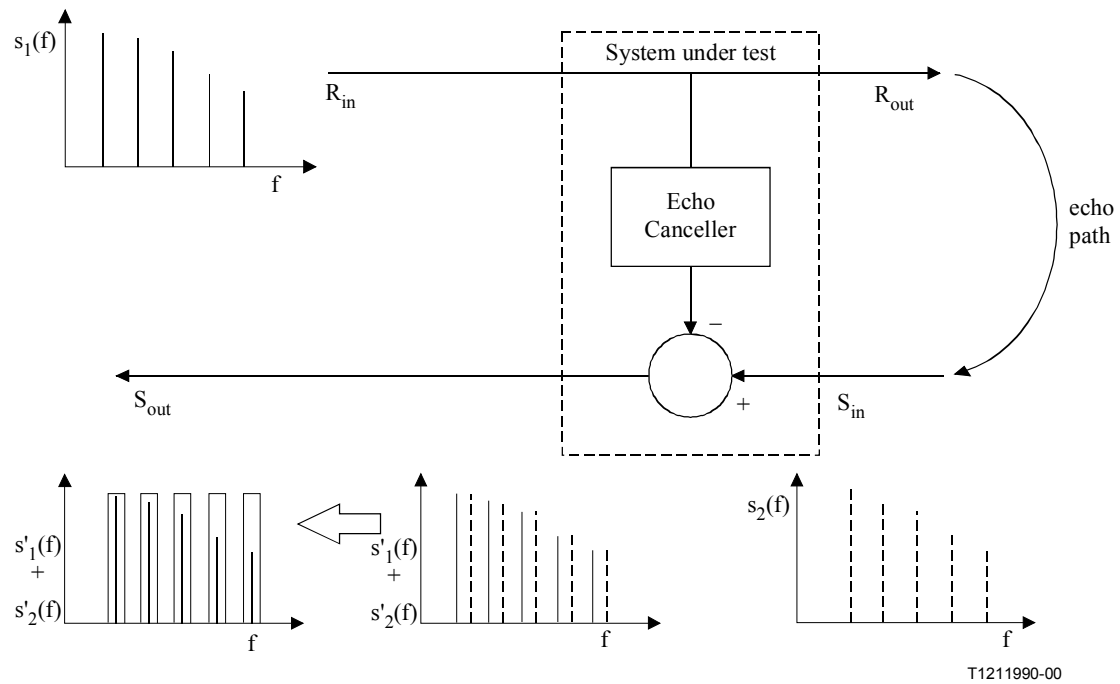 s1(f)
f
System under test
Rin
Rout
Echo
Canceller
echo
path
−
+
Sout
Sin
s'1(f)
+
s'2(f)
f
s'1(f)
+
s'2(f)
f
s2(f)
f
T1211990-00